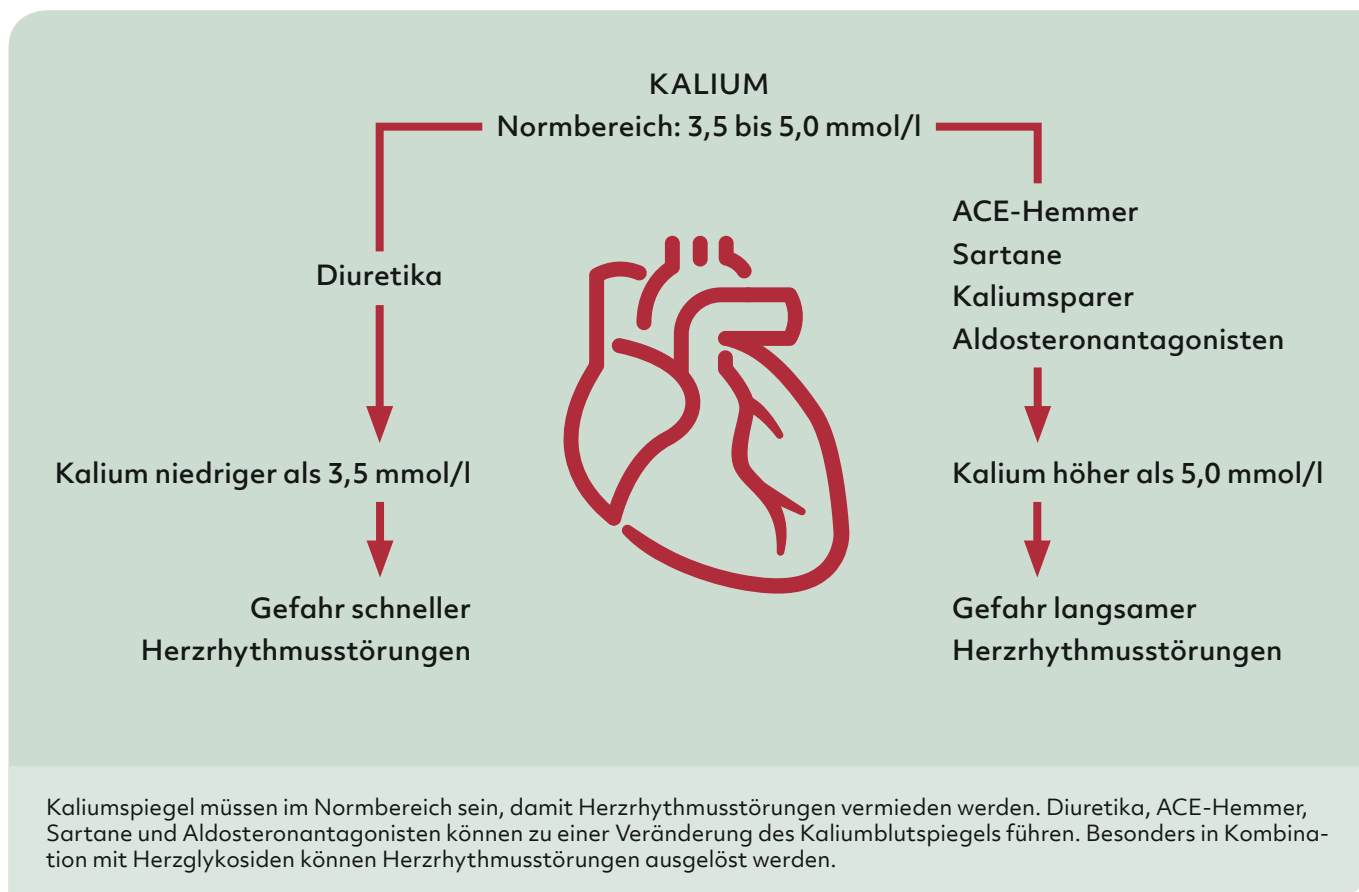 KALIUM
Normbereich: 3,5 bis 5,0 mmol/l
Diuretika
Kalium niedriger als 3,5 mmol/l
Gefahr schneller
Herzrhythmusstörungen
ACE-Hemmer
Sartane
Kaliumsparer
Aldosteronantagonisten
Kalium höher als 5,0 mmol/l
Gefahr langsamer
Herzrhythmusstörungen
Kaliumspiegel müssen im Normbereich sein, damit Herzrhythmusstörungen vermieden werden. Diuretika, ACE-Hemmer,
Sartane und Aldosteronantagonisten können zu einer Veränderung des Kaliumblutspiegels führen. Besonders in Kombina-
tion mit Herzglykosiden können Herzrhythmusstörungen ausgelöst werden.